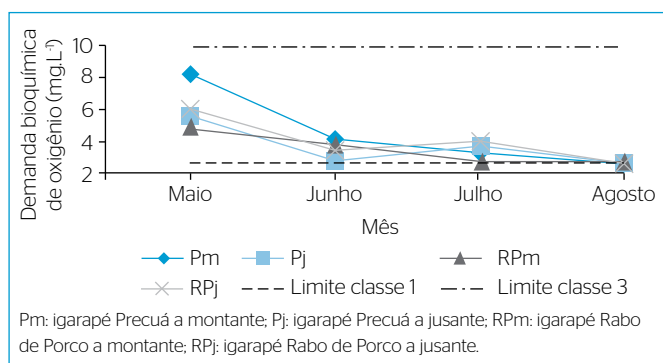 Demanda bioquímica
de oxigênio (mg.L-1)
10
8
6
4
2
Maio Junho Julho Agosto
Mês
Pm Pj RPm
RPj Limite classe 1 Limite classe 3
Pm: igarapé Precuá a montante; Pj: igarapé Precuá a jusante; RPm: igarapé Rabo
de Porco a montante; RPj: igarapé Rabo de Porco a jusante.